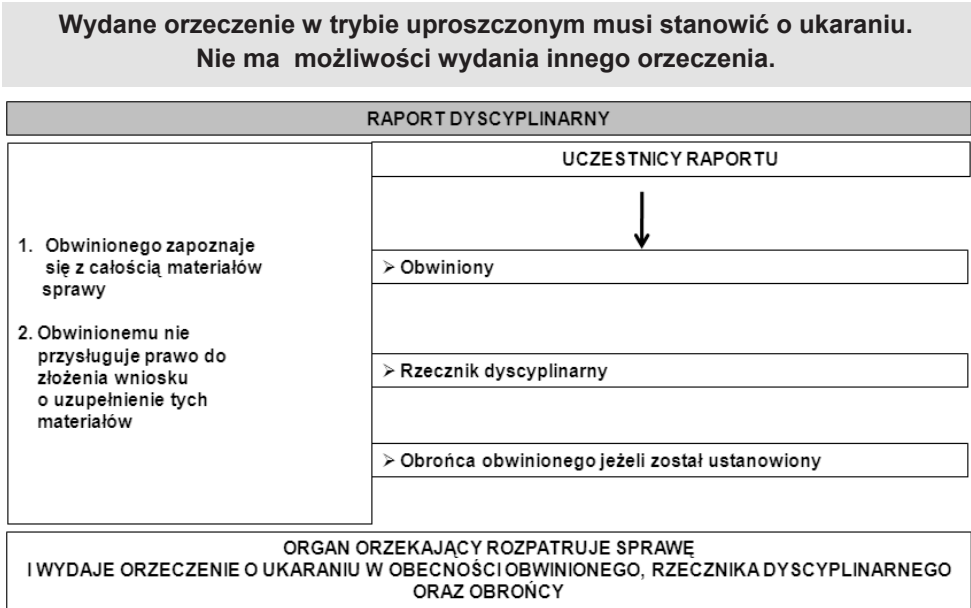 Wydane orzeczenie w trybie uproszczonym musi stanowić o ukaraniu.
Nie ma możliwości wydania innego orzeczenia.
RAPORT DYSCYPLINARNY
1. Obwinionego zapoznaje
się z całością materiałów
sprawy
2. Obwinionemu nie
przysługuje prawo do
złożenia wniosku
o uzupełnienie tych
materiałów
UCZESTNICY RAPORTU
➢ Obwiniony
➢ Rzecznik dyscyplinarny
➢ Obrońca obwinionego jeżeli został ustanowiony
ORGAN ORZEKAJĄCY ROZPATRUJE SPRAWĘ
I WYDAJE ORZECZENIE O UKARANIU W OBECNOŚCI OBWINIONEGO, RZECZNIKA DYSCYPLINARNEGO
ORAZ OBROŃCY